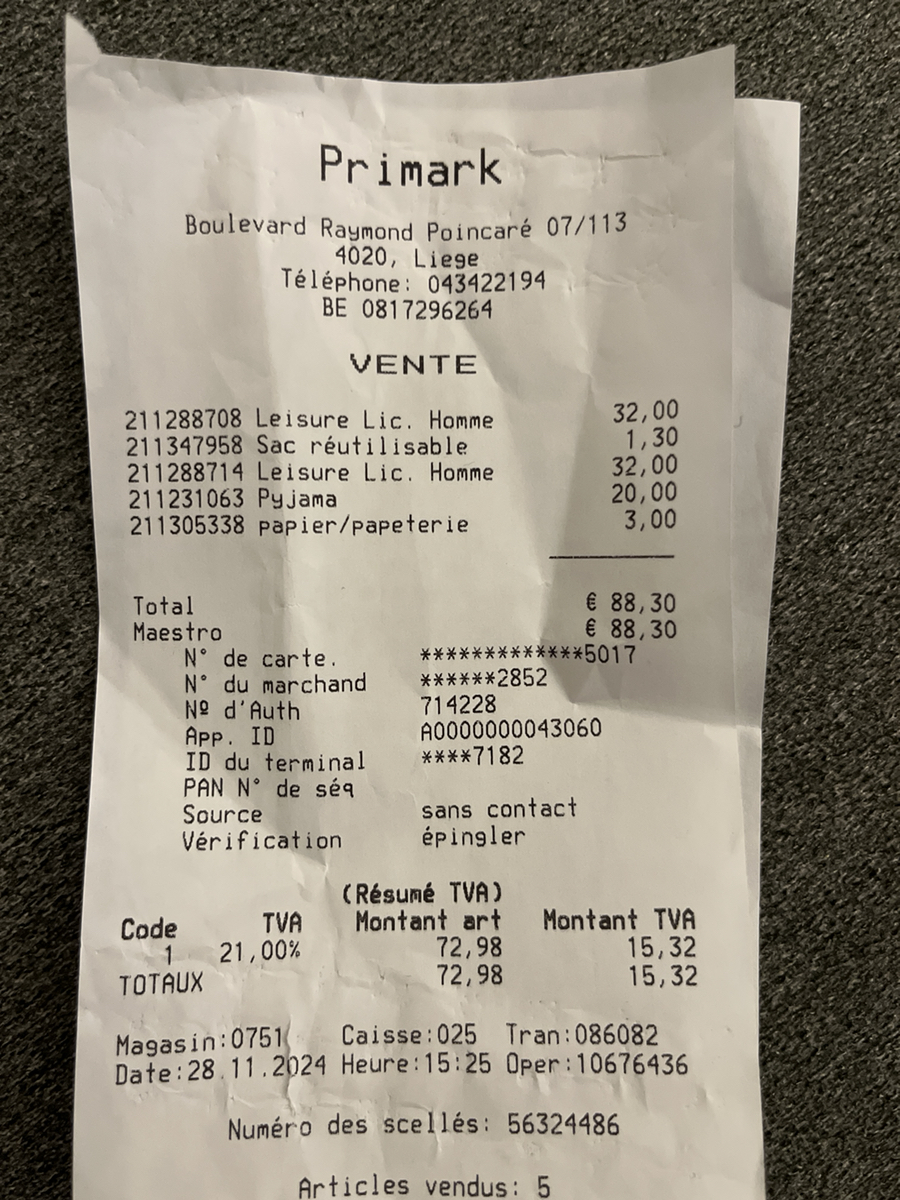 Primark
Boulevard Raymond Poincaré 07/113
4020, Liege
Téléphone: 043422194
BE 0817296264
VENTE
211288708 Leisure Lic. Homme 32,00
211347958 Sac réutilisable 1,30
211288714 Leisure Lic. Homme 32,00
211231063 Pyjama 20,00
211305338 papier/papeterie 3,00
Total € 88,30
Maestro € 88,30
N° de carte. *************5017
N° du marchand ******2852
Nº d'Auth 714228
App. ID A0000000043060
ID du terminal ****7182
PAN N° de séq
Source sans contact
Vérification épingler
(Résumé TVA)
Code TVA Montant art Montant TVA
1 21,00% 72,98 15,32
TOTAUX 72,98 15,32
Magasin:0751 Caisse:025 Tran:086082
Date:28.11.2024 Heure:15:25 Oper:10676436
Numéro des scellés: 56324486
Articles vendus: 5